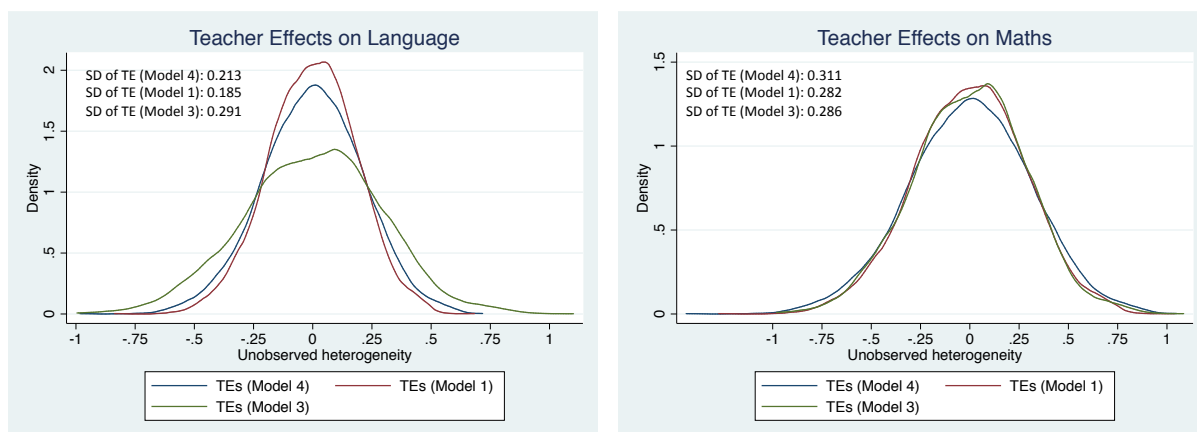 Teacher Effects on Language
SD of TE (Model 4): 0.213
SD of TE (Model 1): 0.185
SD of TE (Model 3): 0.291
Density
2
1.5
1
.5
0
-1 -.75 -.5 -.25 0 .25 .5 .75 1
Unobserved heterogeneity
TEs (Model 4) TEs (Model 1)
TEs (Model 3)
Teacher Effects on Maths
SD of TE (Model 4): 0.311
SD of TE (Model 1): 0.282
SD of TE (Model 3): 0.286
Density
1.5
1
.5
0
-1 -.75 -.5 -.25 0 .25 .5 .75 1
Unobserved heterogeneity
TEs (Model 4) TEs (Model 1)
TEs (Model 3)